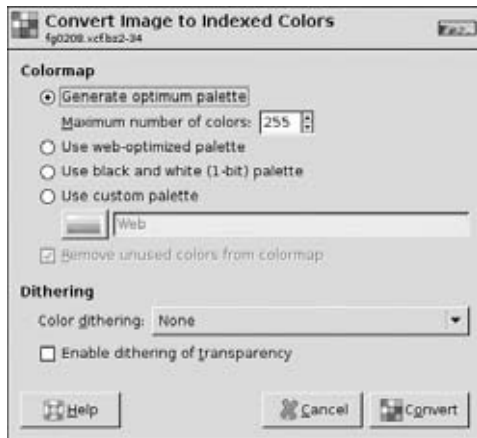 Convert Image to Indexed Colors
fg0208.xcfbz2-34
Colormap
Generate optimum palette
Maximum number of colors: 255
Use web-optimized palette
Use black and white (1-bit) palette
Use custom palette
Web
Remove unused colors from colormap
Dithering
Color dithering: None
Enable dithering of transparency
Help
Cancel
Convert